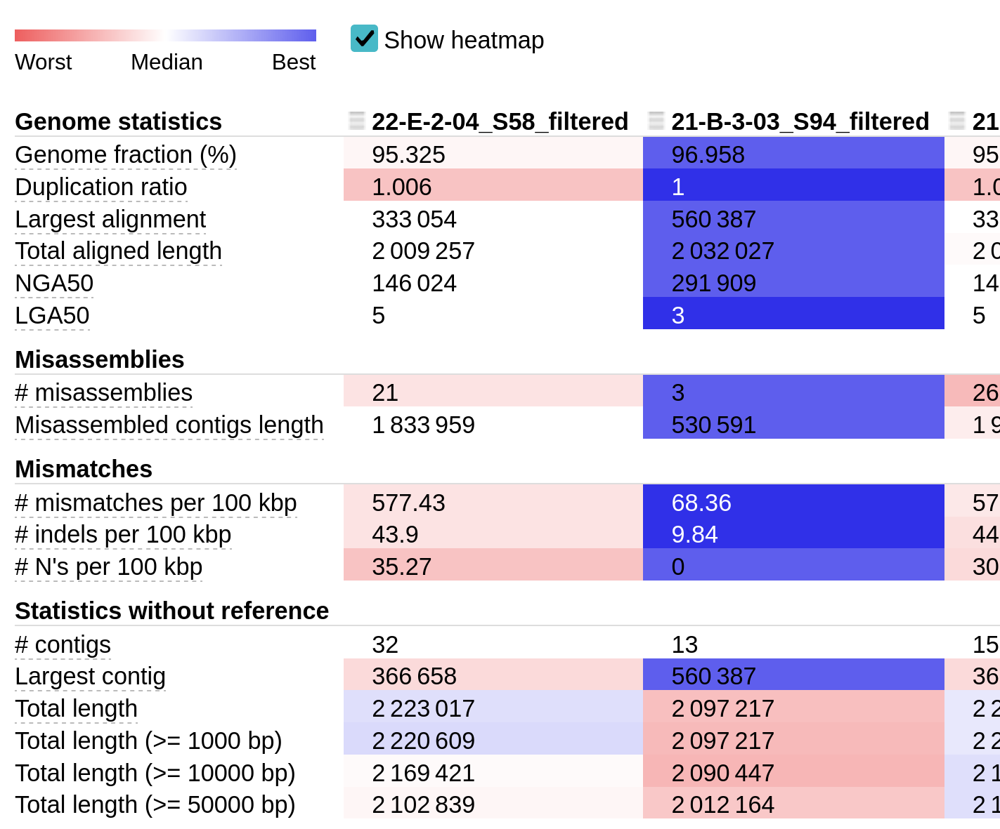 Worst Median Best
Show heatmap
Genome statistics 22-E-2-04_S58_filtered 21-B-3-03_S94_filtered 21
Genome fraction (%) 95.325 96.958 95
Duplication ratio 1.006 1 1.0
Largest alignment 333 054 560 387 33
Total aligned length 2 009 257 2 032 027 2 0
NGA50 146 024 291 909 14
LGA50 5 3 5
Misassemblies
# misassemblies 21 3 26
Misassembled contigs length 1 833 959 530 591 1 9
Mismatches
# mismatches per 100 kbp 577.43 68.36 57
# indels per 100 kbp 43.9 9.84 44
# N's per 100 kbp 35.27 0 30
Statistics without reference
# contigs 32 13 15
Largest contig 366 658 560 387 36
Total length 2 223 017 2 097 217 2 2
Total length (>= 1000 bp) 2 220 609 2 097 217 2 2
Total length (>= 10000 bp) 2 169 421 2 090 447 2 1
Total length (>= 50000 bp) 2 102 839 2 012 164 2 1